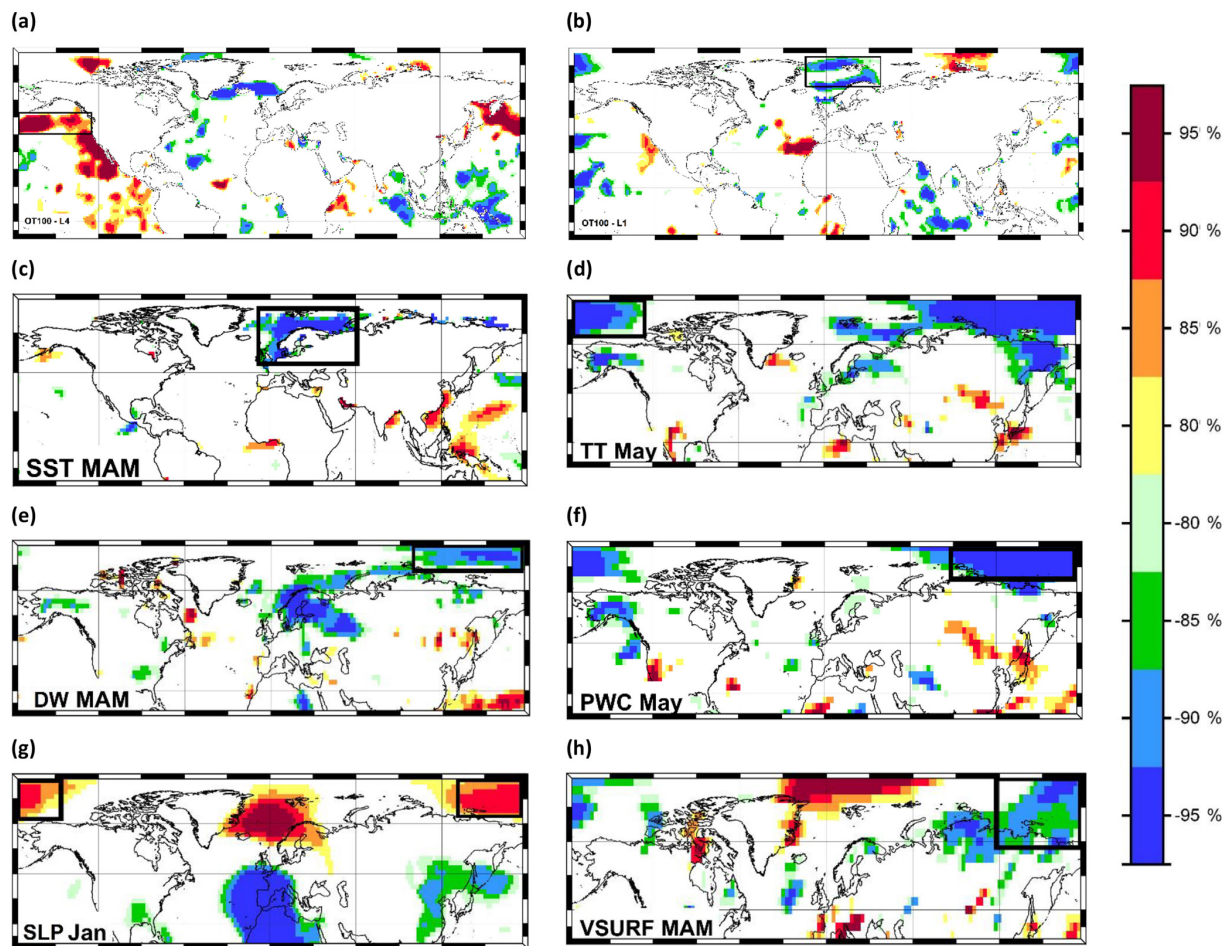 (a)
(b)
OT100 - L4
OT100 - L1
(c)
(d)
SST MAM
TT May
(e)
(f)
DW MAM
PWC May
(g)
(h)
SLP Jan
VSURF MAM
95 %
90 %
85 %
80 %
-80 %
-85 %
-90 %
-95 %